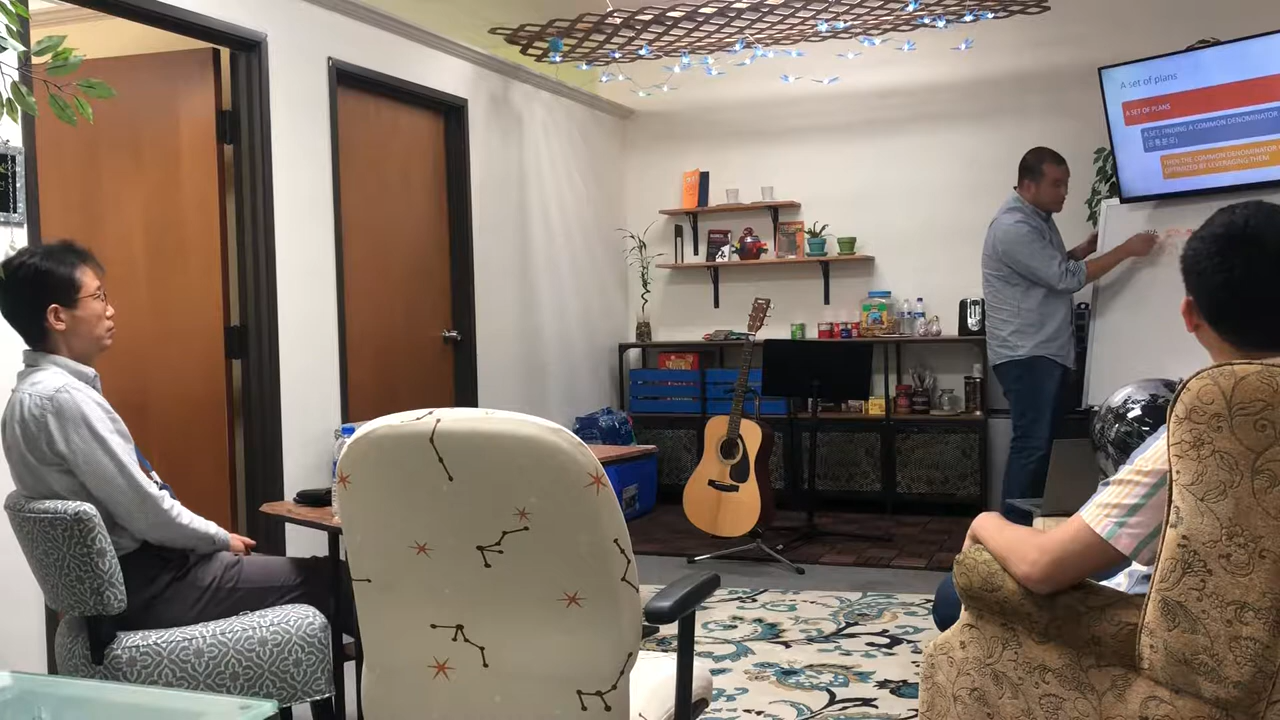 A set of plans
A SET OF PLANS
A SET, FINDING A COMMON DENOMINATOR
(공통분모)
THEN THE COMMON DENOMINATOR
OPTIMIZED BY LEVERAGING THEM